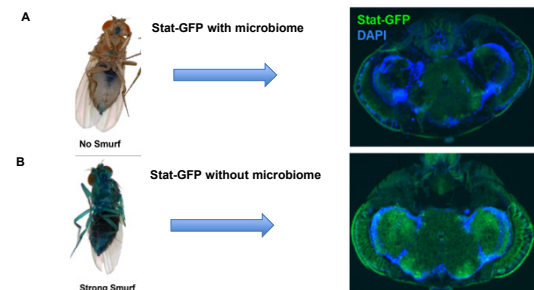 A
Stat-GFP with microbiome
Stat-GFP
DAPI
No Smurf
B
Stat-GFP without microbiome
Strong Smurf